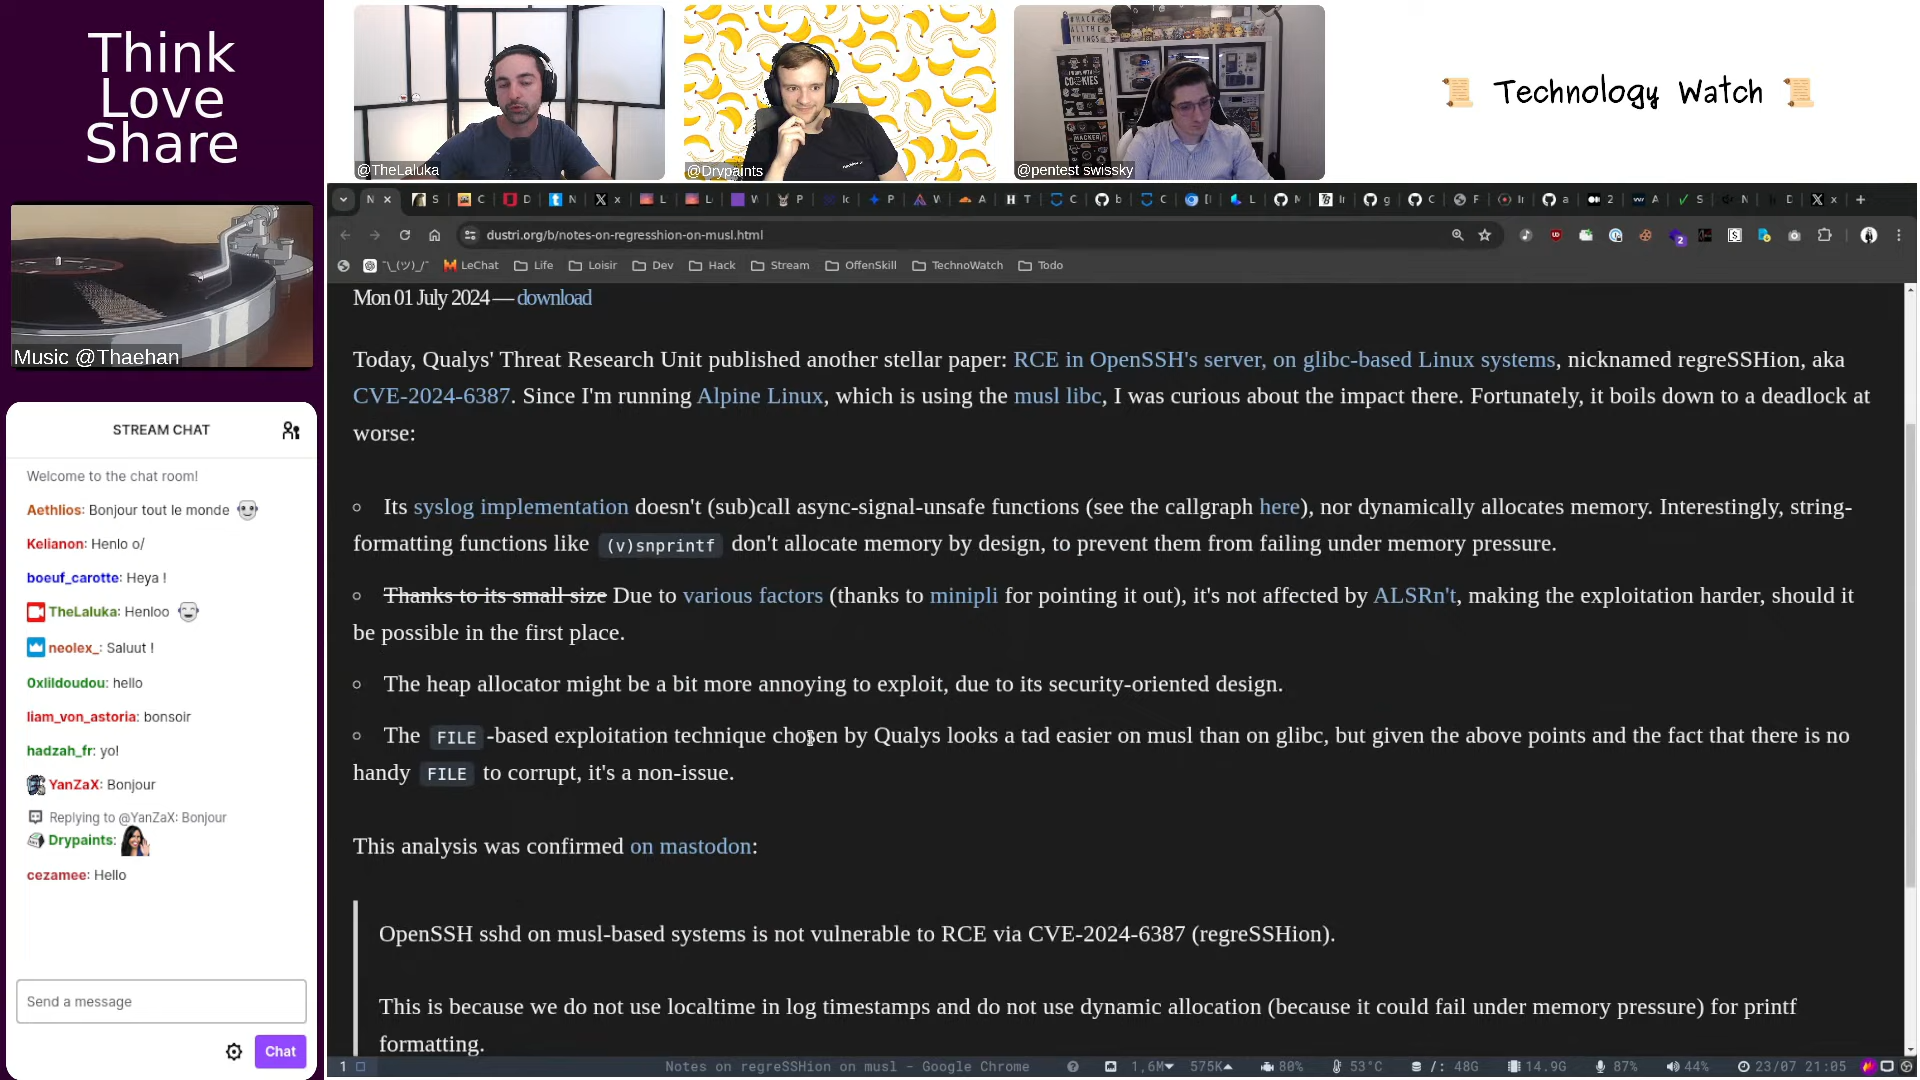 Think
Love
Share
@TheLaluka
@Drypaints
@pentest swissky
📜 Technology Watch 📜
Music @Thaehan
STREAM CHAT
Welcome to the chat room!
Aethlios: Bonjour tout le monde
Kelianon: Henlo o/
boeuf_carotte: Heya !
TheLaluka: Henloo
neolex_: Saluut !
0xlildoudou: hello
liam_von_astoria: bonsoir
hadzah_fr: yo!
YanZaX: Bonjour
Replying to @YanZaX: Bonjour
Drypaints:
cezamee: Hello
Send a message
Chat
dustri.org/b/notes-on-regresshion-on-musl.html
¯\_(ツ)_/¯ LeChat Life Loisir Dev Hack Stream OffenSkill TechnoWatch Todo
Mon 01 July 2024 — download
Today, Qualys' Threat Research Unit published another stellar paper: RCE in OpenSSH's server, on glibc-based Linux systems, nicknamed regreSSHion, aka
CVE-2024-6387. Since I'm running Alpine Linux, which is using the musl libc, I was curious about the impact there. Fortunately, it boils down to a deadlock at
worse:
Its syslog implementation doesn't (sub)call async-signal-unsafe functions (see the callgraph here), nor dynamically allocates memory. Interestingly, string-
formatting functions like (v)snprintf don't allocate memory by design, to prevent them from failing under memory pressure.
Thanks to its small size Due to various factors (thanks to minipli for pointing it out), it's not affected by ALSRn't, making the exploitation harder, should it
be possible in the first place.
The heap allocator might be a bit more annoying to exploit, due to its security-oriented design.
The FILE-based exploitation technique chosen by Qualys looks a tad easier on musl than on glibc, but given the above points and the fact that there is no
handy FILE to corrupt, it's a non-issue.
This analysis was confirmed on mastodon:
OpenSSH sshd on musl-based systems is not vulnerable to RCE via CVE-2024-6387 (regreSSHion).
This is because we do not use localtime in log timestamps and do not use dynamic allocation (because it could fail under memory pressure) for printf
formatting.
1 Notes on regreSSHion on musl - Google Chrome 1,6M 575K 80% 53°C /: 48G 14.9G 87% 44% 23/07 21:05